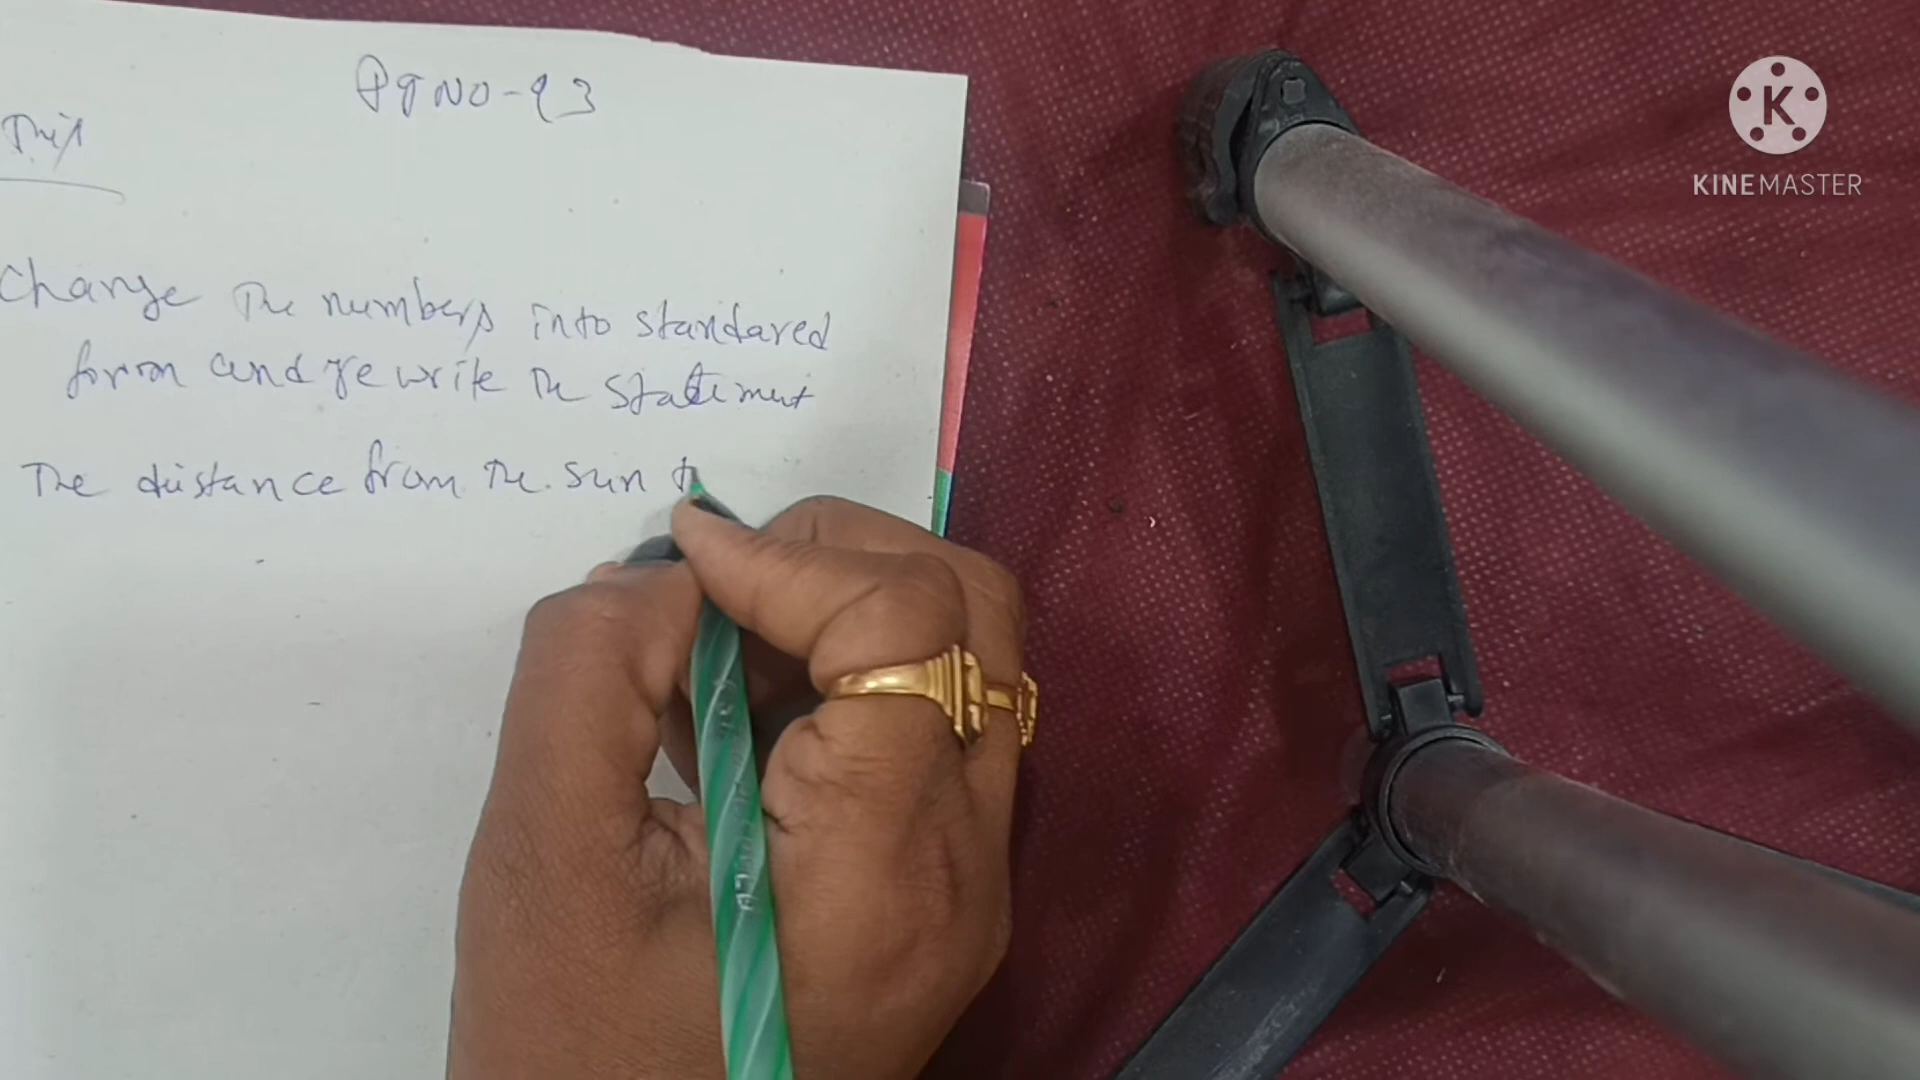 Pg NO-93
This
Change The numbers into standared
form and rewrite the statement
The distance from the sun t
K
KINEMASTER